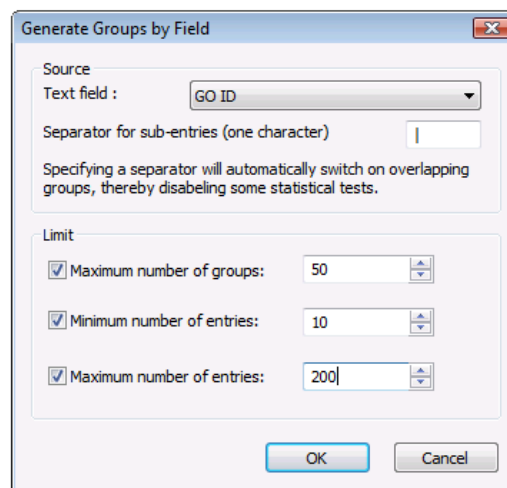 Generate Groups by Field
Source
Text field :
GO ID
Separator for sub-entries (one character)
|
Specifying a separator will automatically switch on overlapping
groups, thereby disabeling some statistical tests.
Limit
Maximum number of groups:
50
Minimum number of entries:
10
Maximum number of entries:
200
OK
Cancel